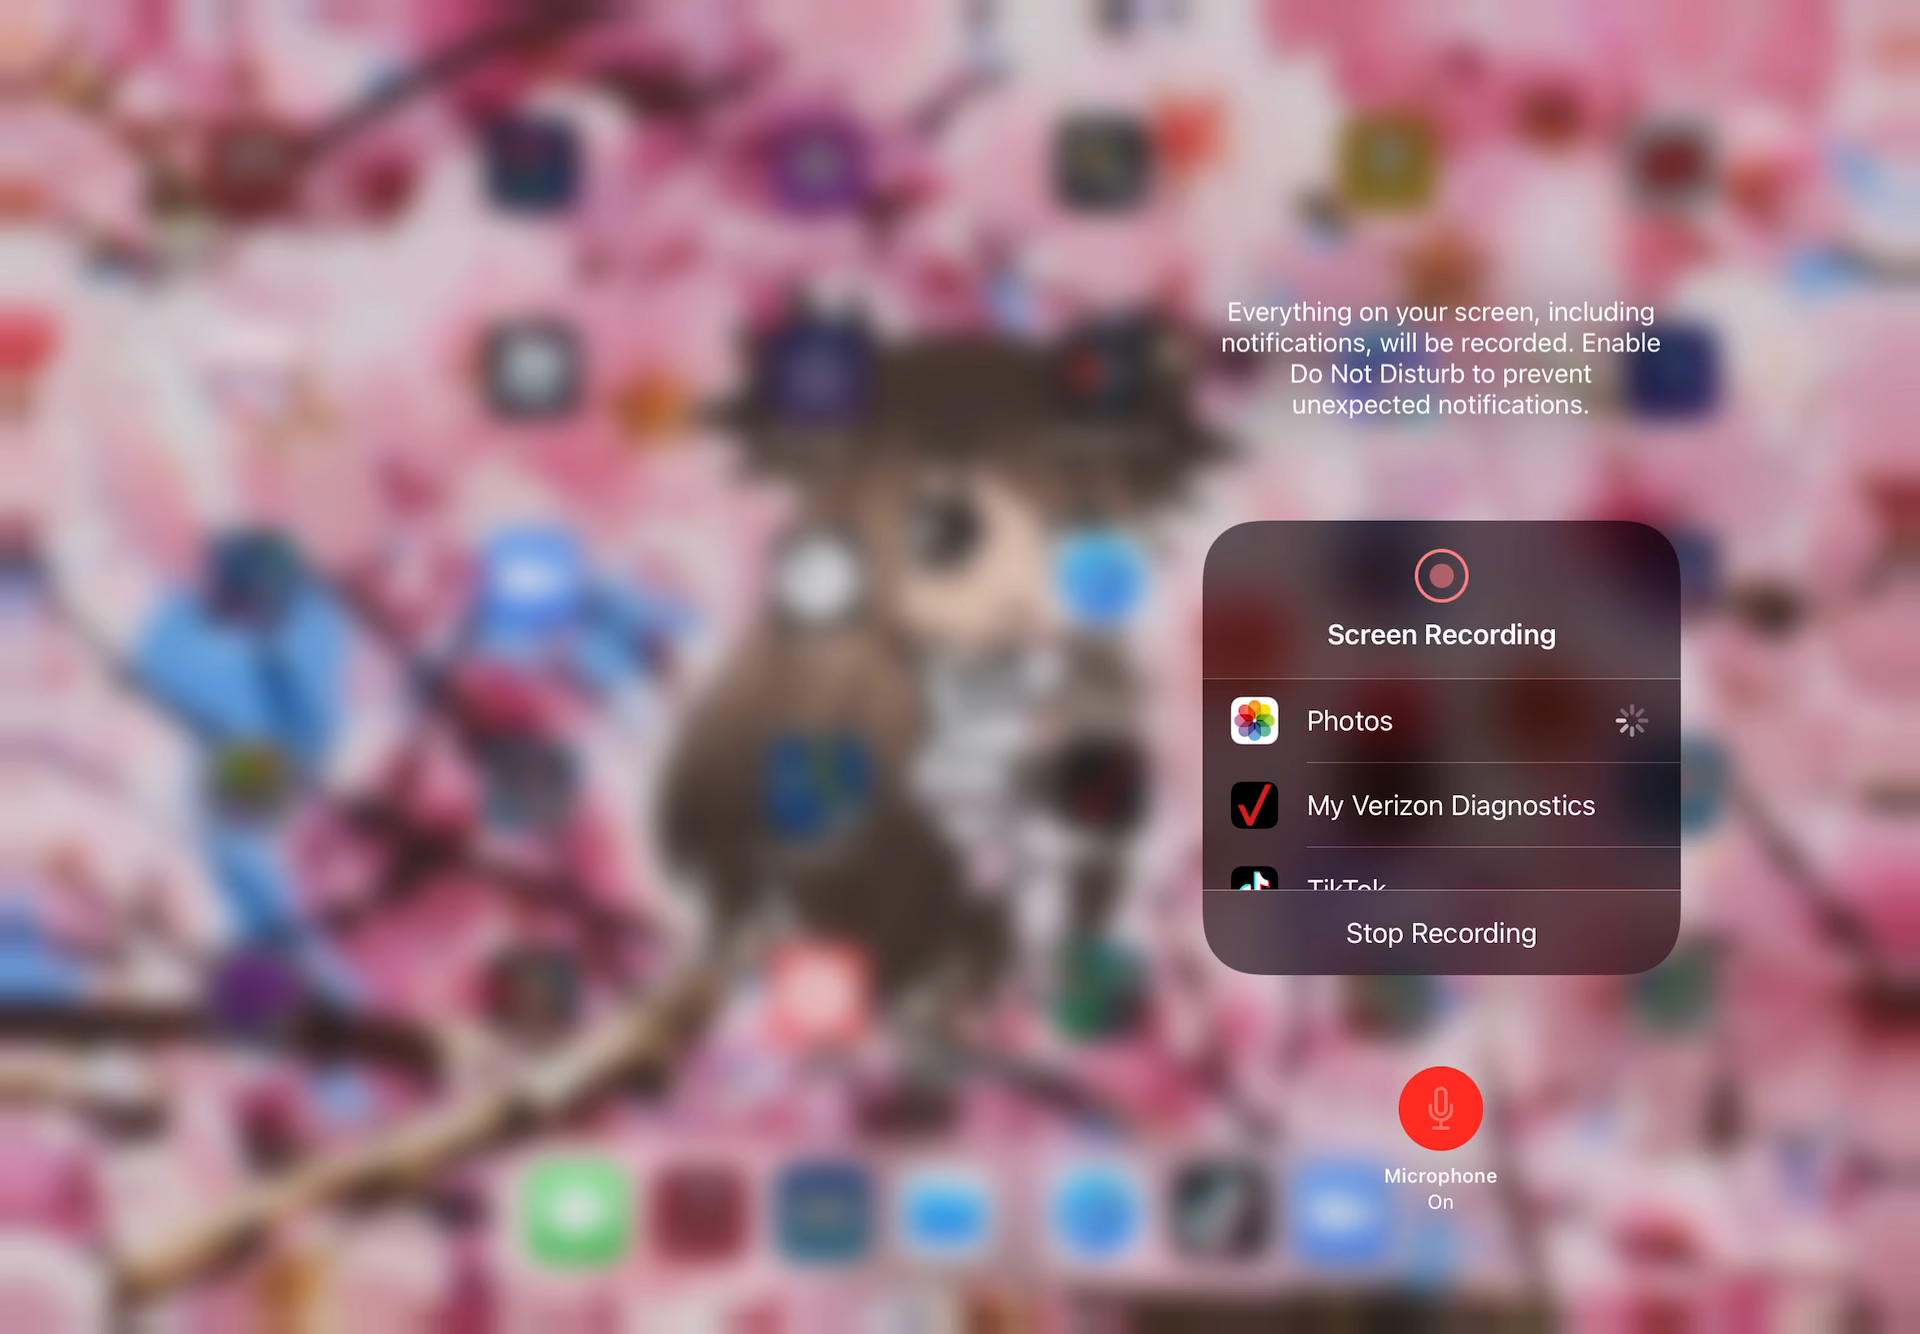 Everything on your screen, including
notifications, will be recorded. Enable
Do Not Disturb to prevent
unexpected notifications.
Screen Recording
Photos
My Verizon Diagnostics
TikTok
Stop Recording
Microphone
On